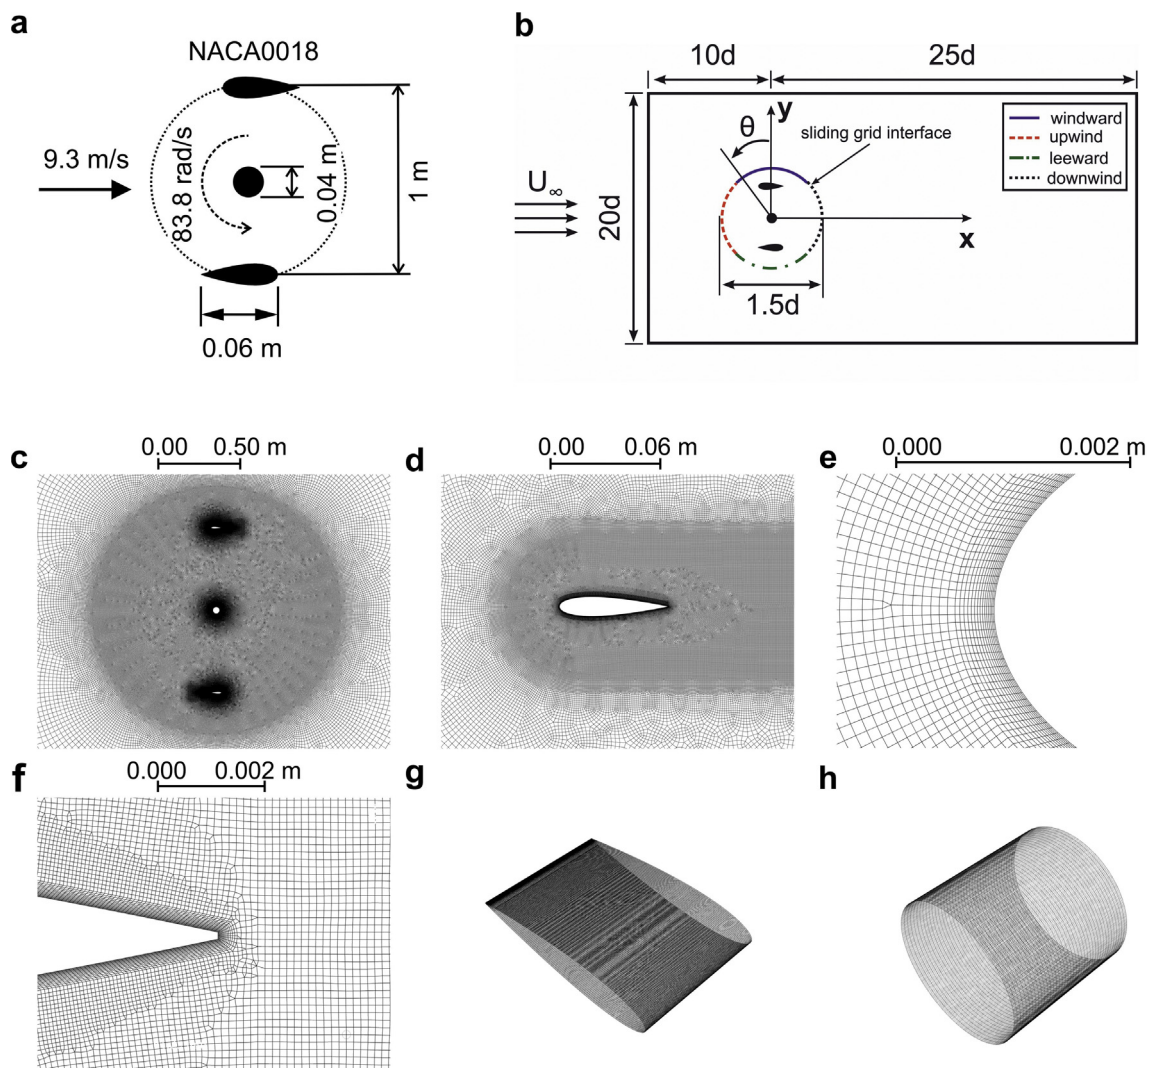 a
NACA0018
9.3 m/s
83.8 rad/s
0.04 m
1 m
0.06 m
b
10d
25d
y
θ
sliding grid interface
windward
upwind
leeward
downwind
U∞
20d
x
1.5d
c
0.00 0.50 m
d
0.00 0.06 m
e
0.000 0.002 m
f
0.000 0.002 m
g
h